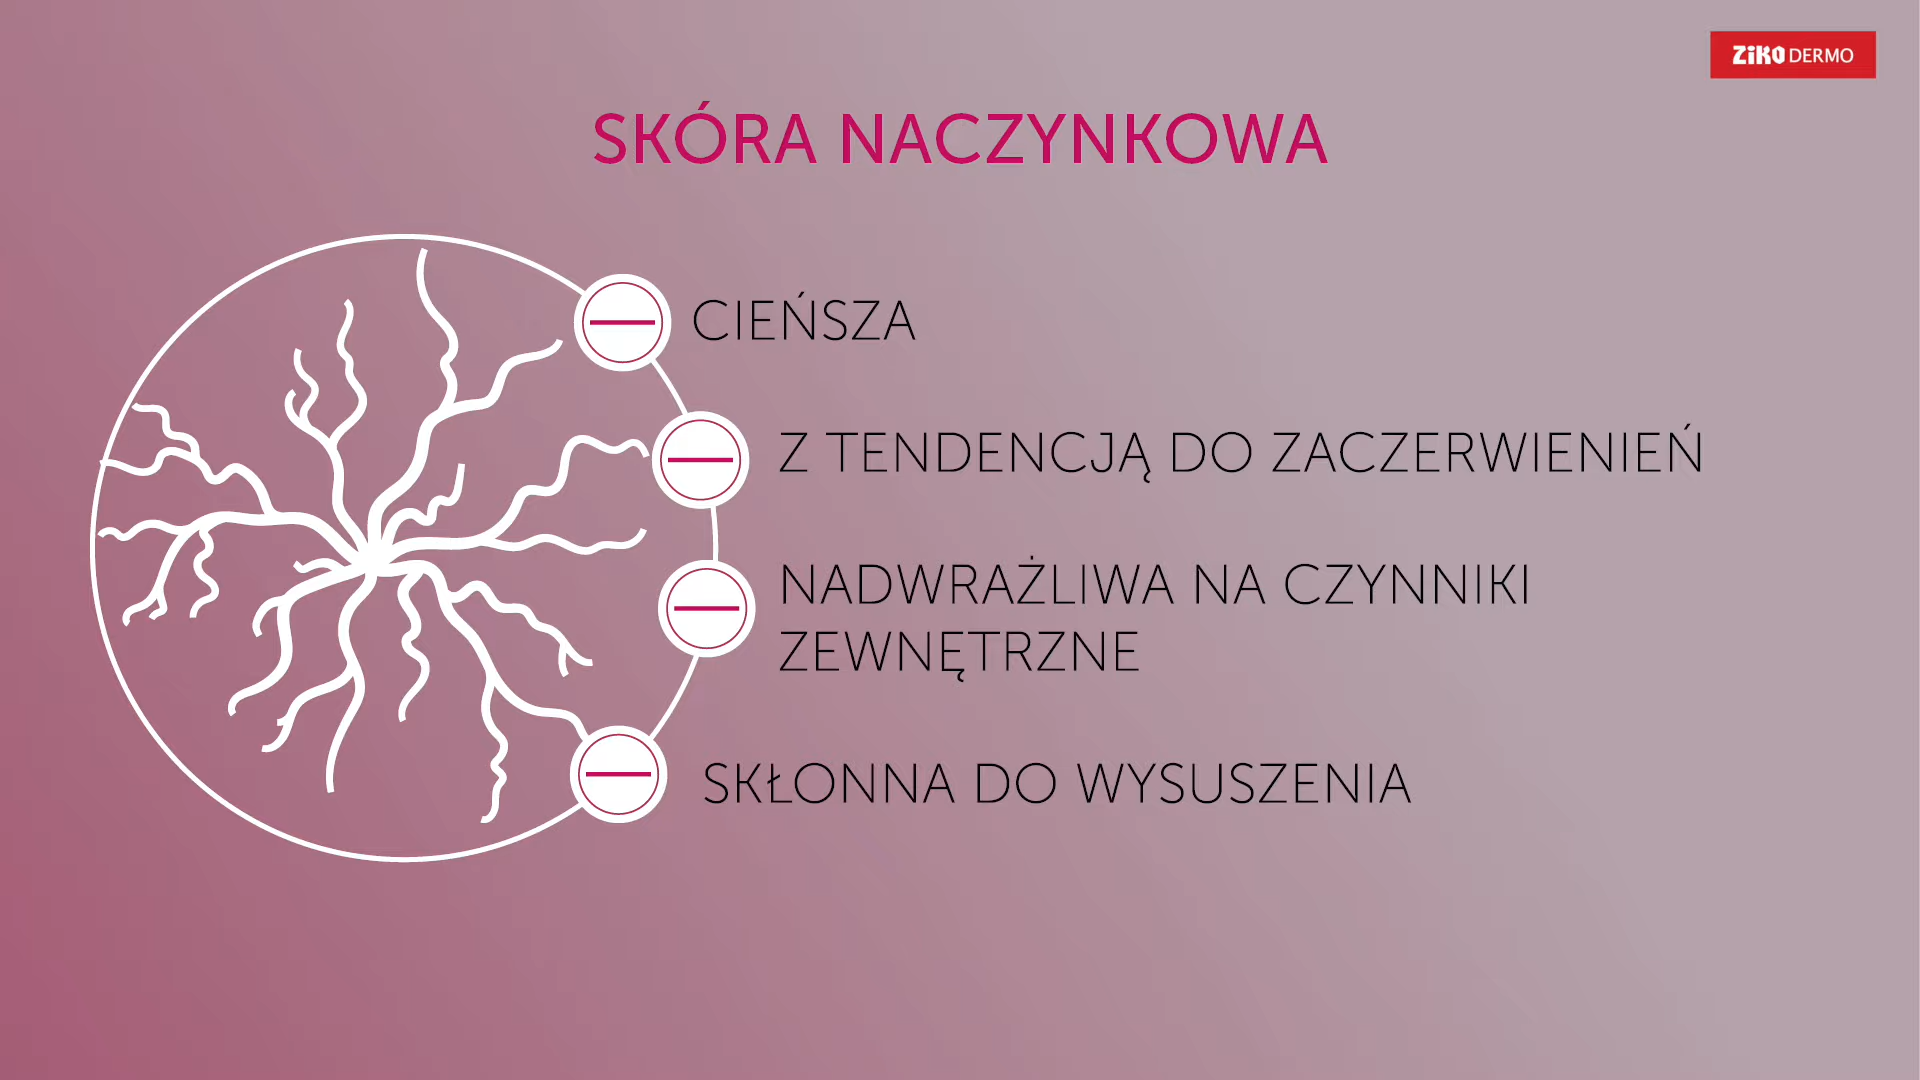 ZIKO DERMO
SKÓRA NACZYNKOWA
CIEŃSZA
Z TENDENCJĄ DO ZACZERWIENIEŃ
NADWRAŻLIWA NA CZYNNIKI
ZEWNĘTRZNE
SKŁONNA DO WYSUSZENIA